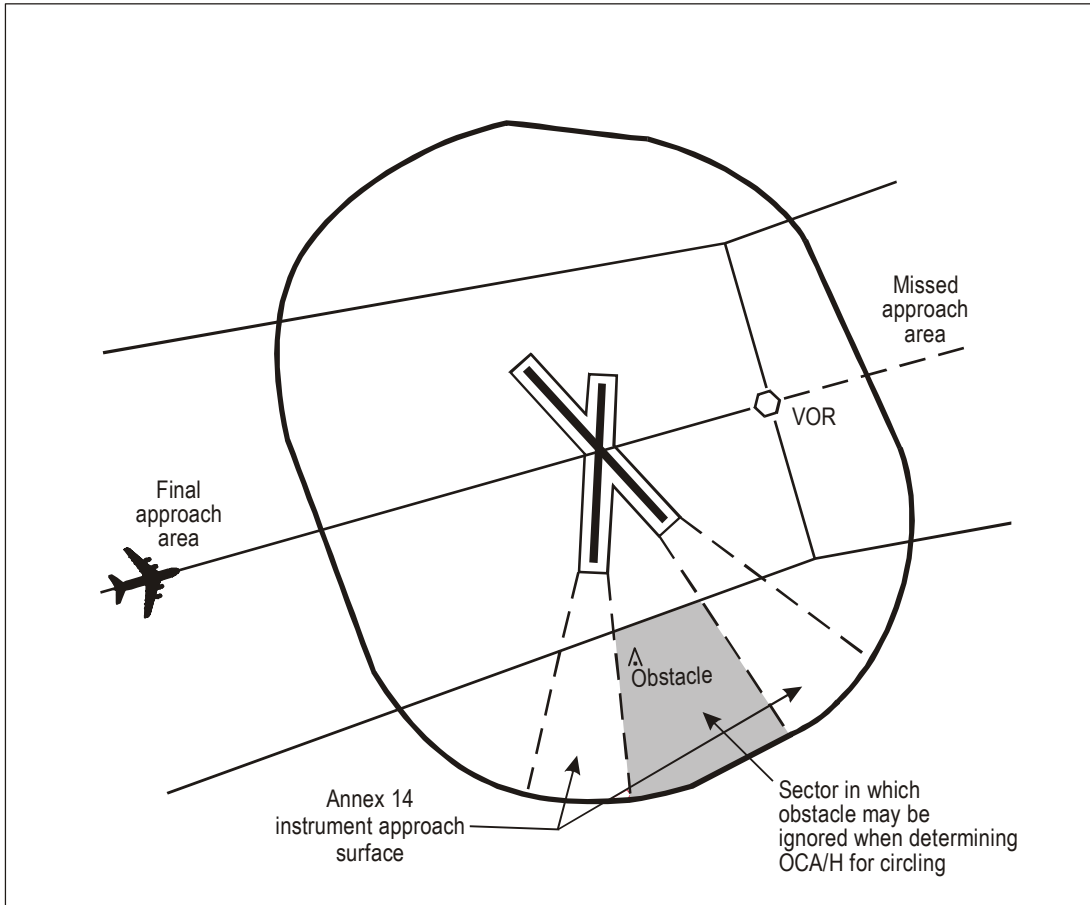 Missed
approach
area
VOR
Final
approach
area
Obstacle
Annex 14
instrument approach
surface
Sector in which
obstacle may be
ignored when determining
OCA/H for circling